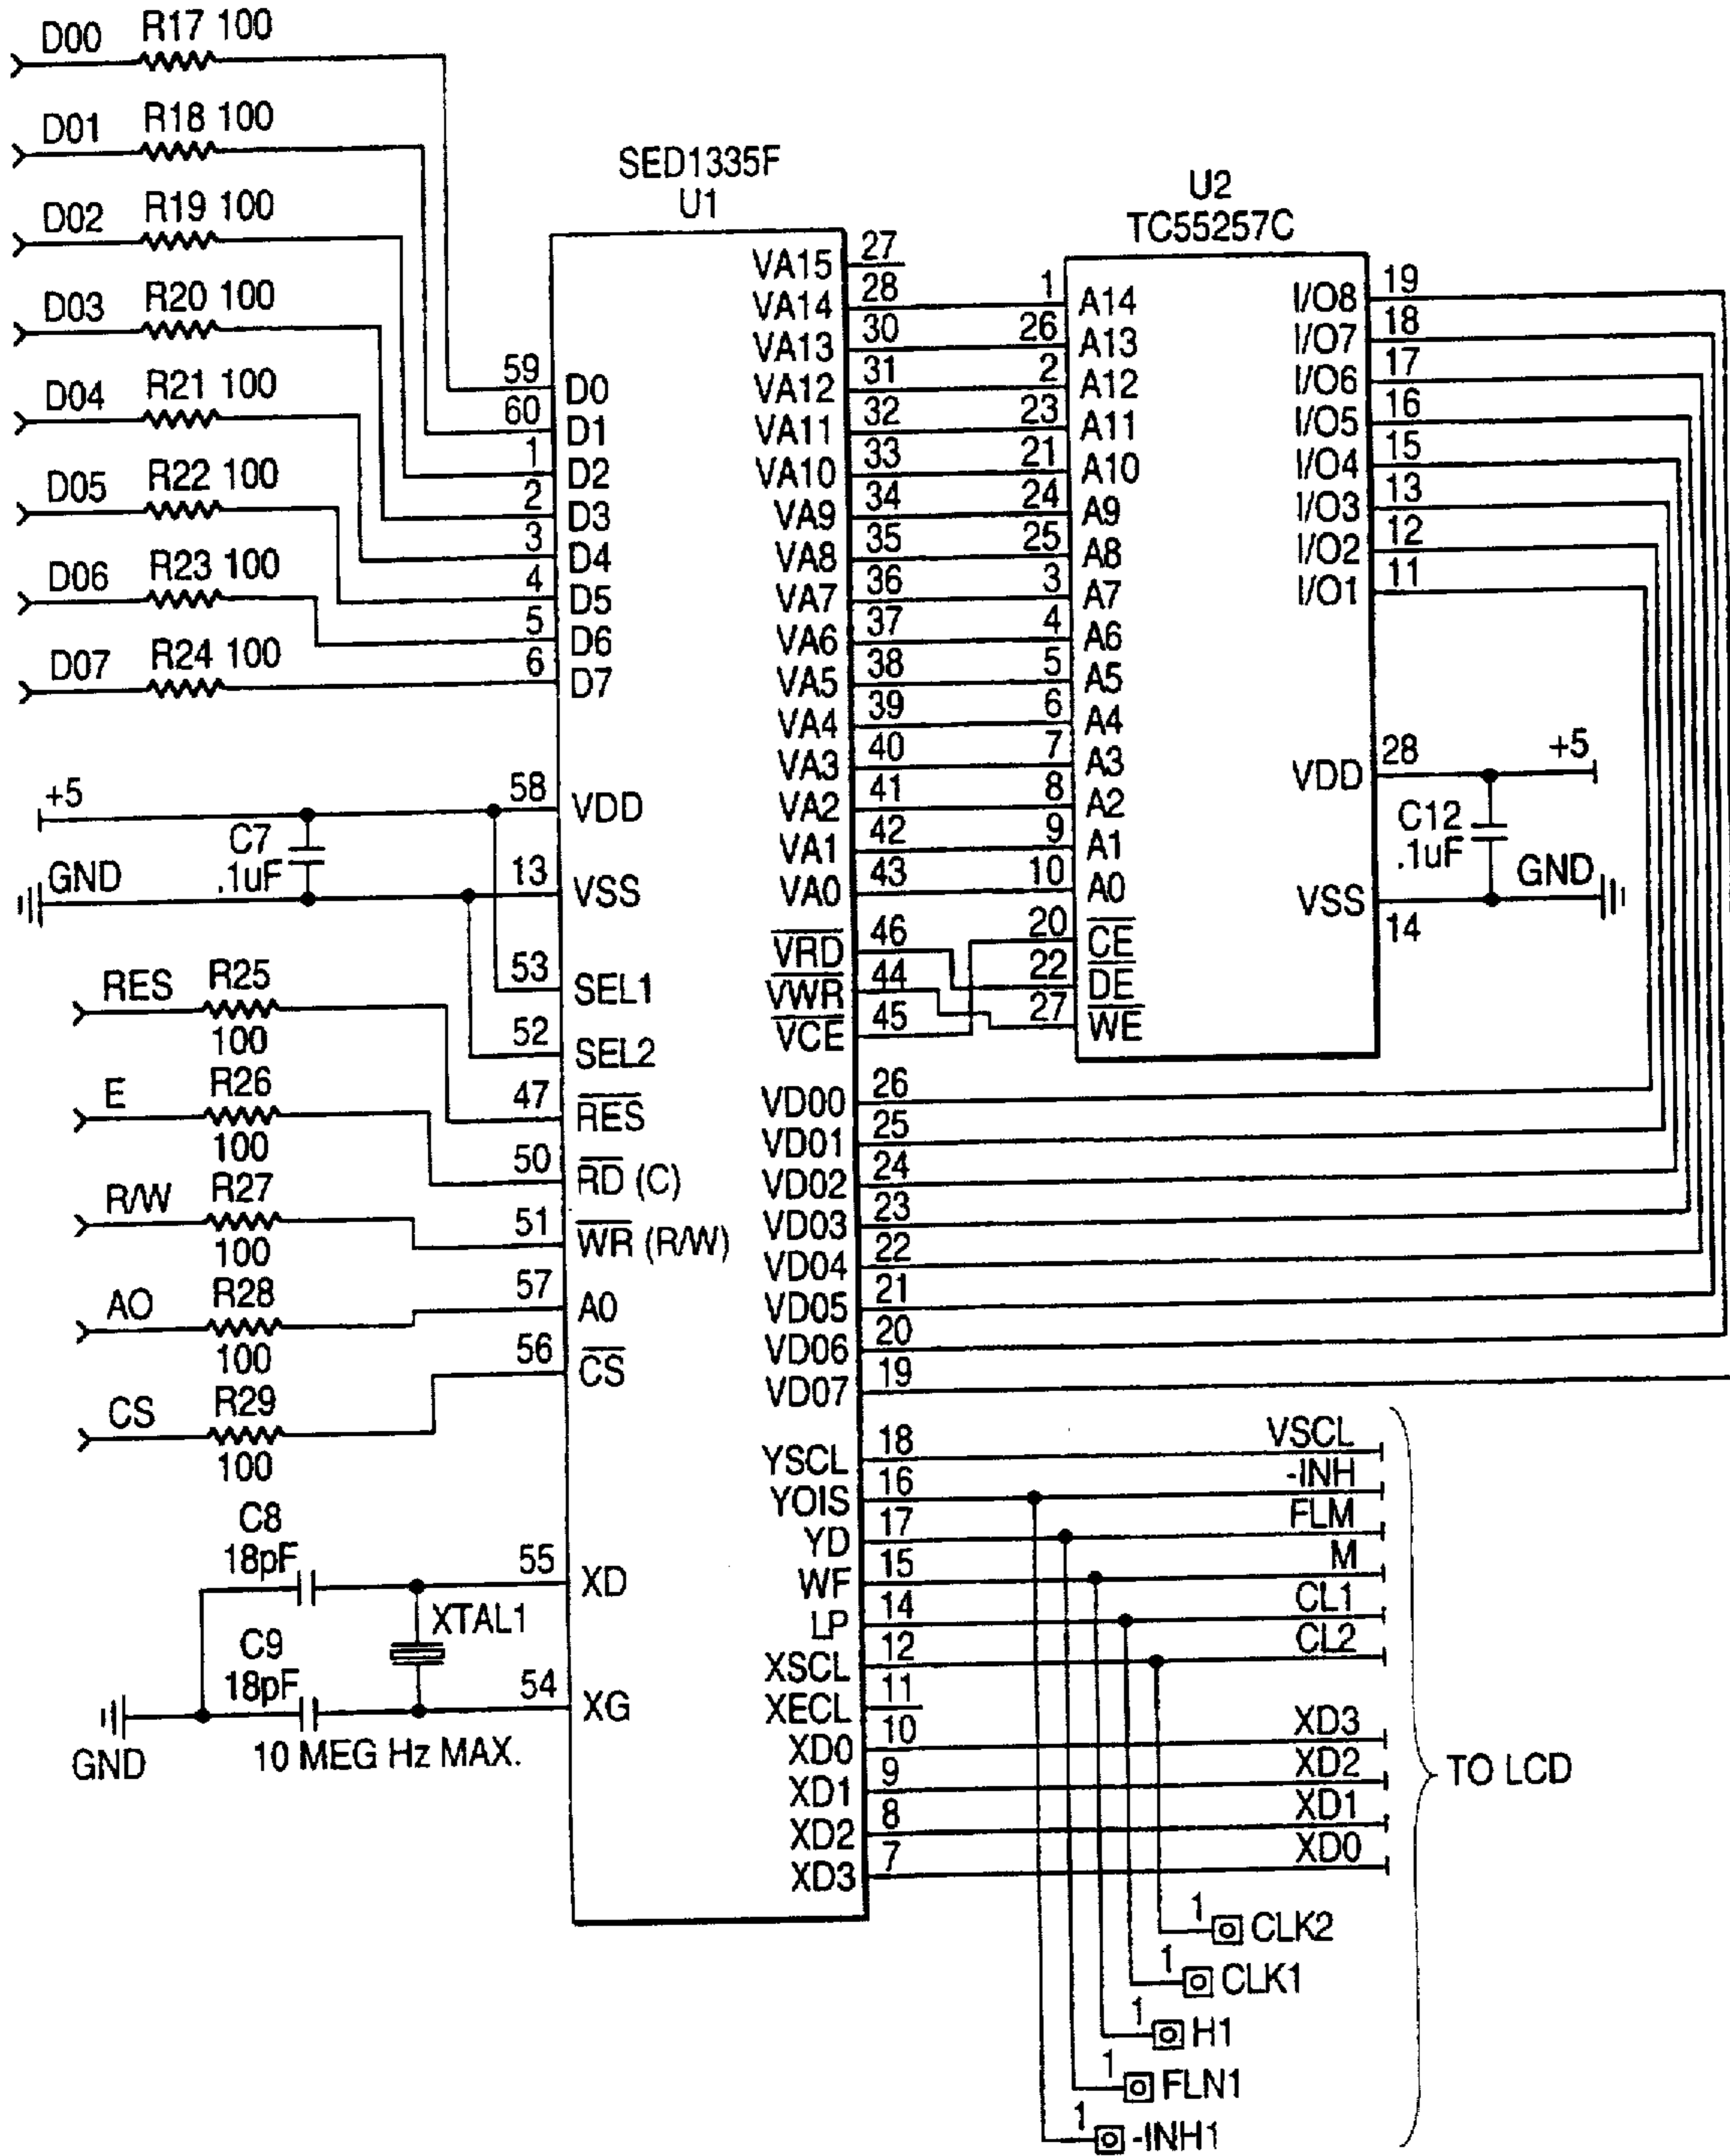 D00 R17 100
D01 R18 100
D02 R19 100
D03 R20 100
D04 R21 100
D05 R22 100
D06 R23 100
D07 R24 100
+5
C7
.1uF
GND
RES R25
100
E R26
100
R/W R27
100
AO R28
100
CS R29
100
C8
18pF
XTAL1
C9
18pF
GND
10 MEG Hz MAX.
SED1335F
U1
59 D0
60 D1
1 D2
2 D3
3 D4
4 D5
5 D6
6 D7
58 VDD
13 VSS
53 SEL1
52 SEL2
47 RES
50 RD (C)
51 WR (R/W)
57 A0
56 CS
55 XD
54 XG
VA15 27
VA14 28
VA13 30
VA12 31
VA11 32
VA10 33
VA9 34
VA8 35
VA7 36
VA6 37
VA5 38
VA4 39
VA3 40
VA2 41
VA1 42
VA0 43
VRD 46
VWR 44
VCE 45
VD00 26
VD01 25
VD02 24
VD03 23
VD04 22
VD05 21
VD06 20
VD07 19
YSCL 18 VSCL
YOIS 16 -INH
YD 17 FLM
WF 15 M
LP 14 CL1
XSCL 12 CL2
XECL 11
XD0 10 XD3
XD1 9 XD2
XD2 8 XD1
XD3 7 XD0
U2
TC55257C
1 A14
26 A13
2 A12
23 A11
21 A10
24 A9
25 A8
3 A7
4 A6
5 A5
6 A4
7 A3
8 A2
9 A1
10 A0
20 CE
22 DE
27 WE
I/O8 19
I/O7 18
I/O6 17
I/O5 16
I/O4 15
I/O3 13
I/O2 12
I/O1 11
VDD 28 +5
C12
.1uF
VSS 14 GND
TO LCD
1 CLK2
1 CLK1
1 H1
1 FLN1
1 -INH1